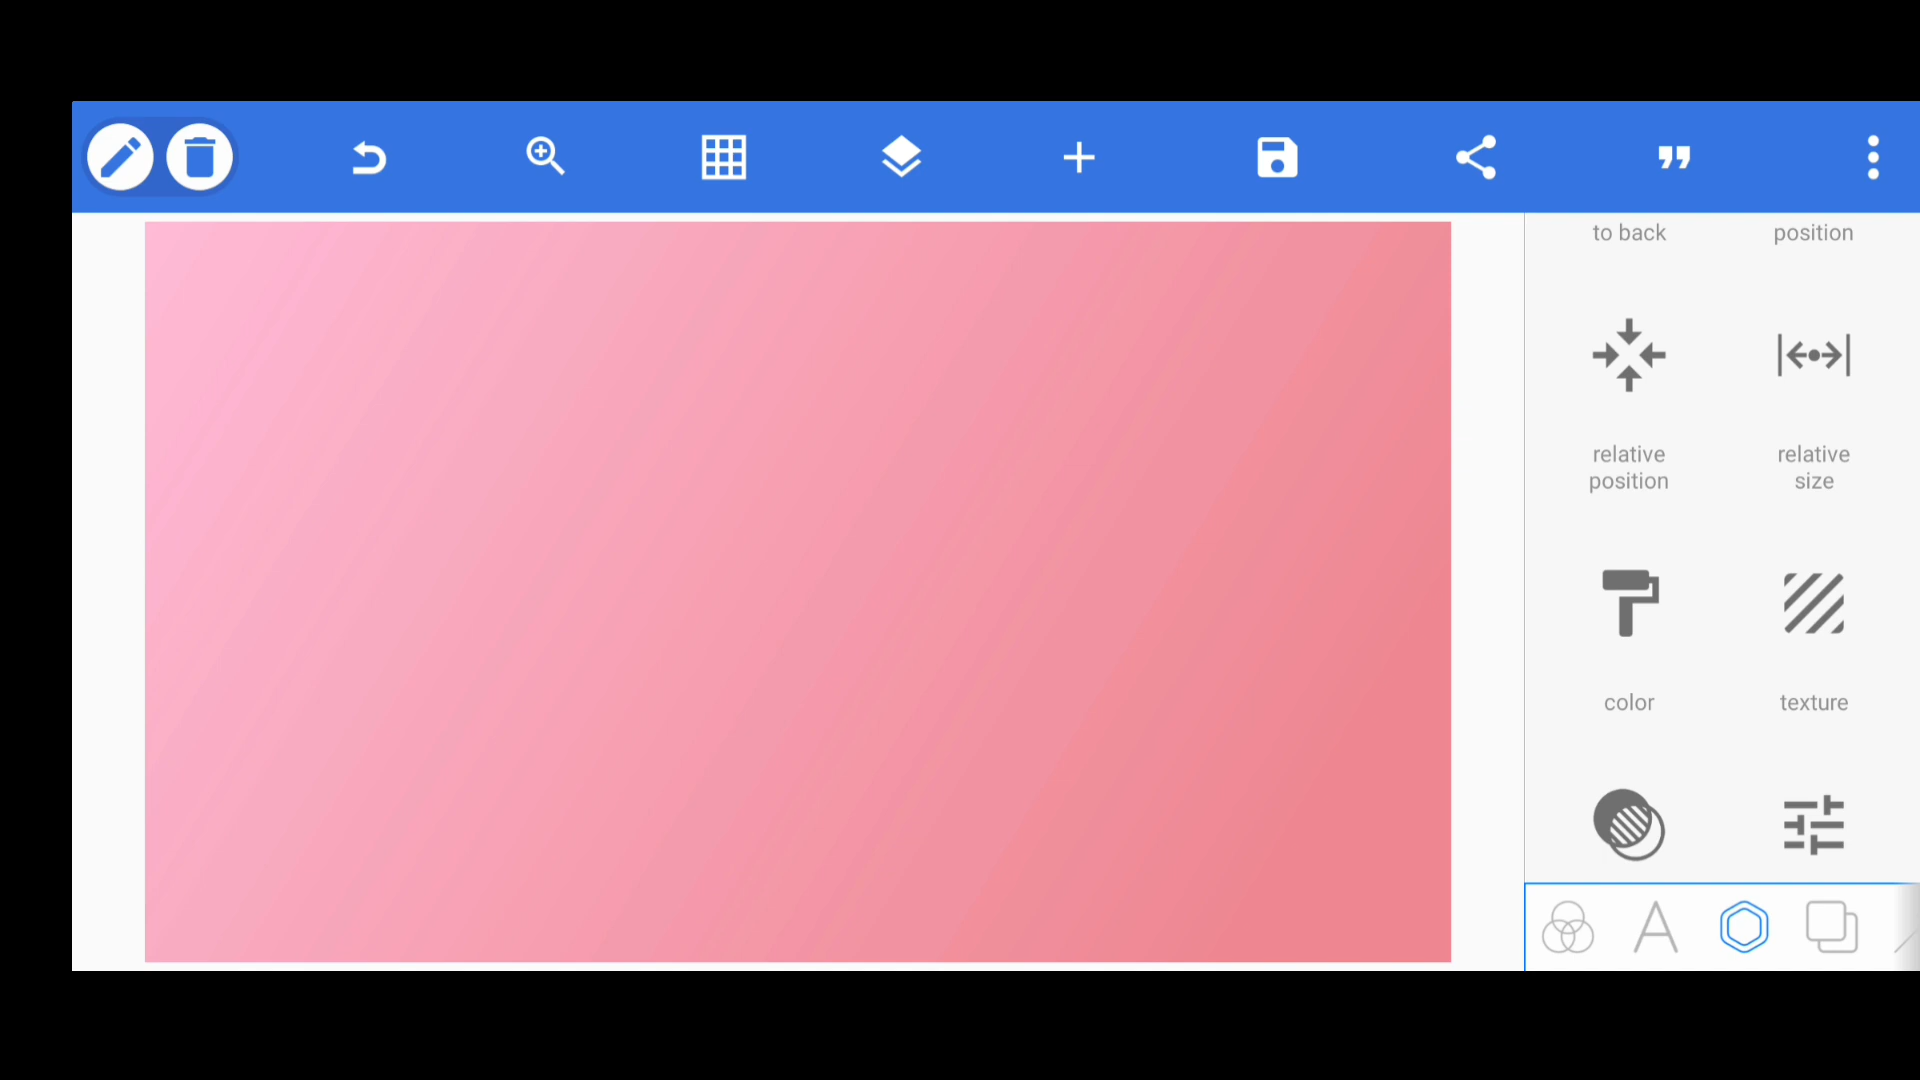 to back
position
relative
position
relative
size
color
texture